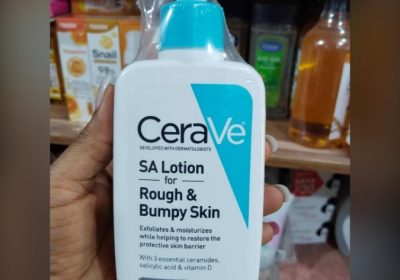 Snail
CeraVe
DEVELOPED WITH DERMATOLOGISTS
SA Lotion
for
Rough &
Bumpy Skin
Exfoliates & moisturizes
while helping to restore the
protective skin barrier
With 3 essential ceramides,
salicylic acid & vitamin D